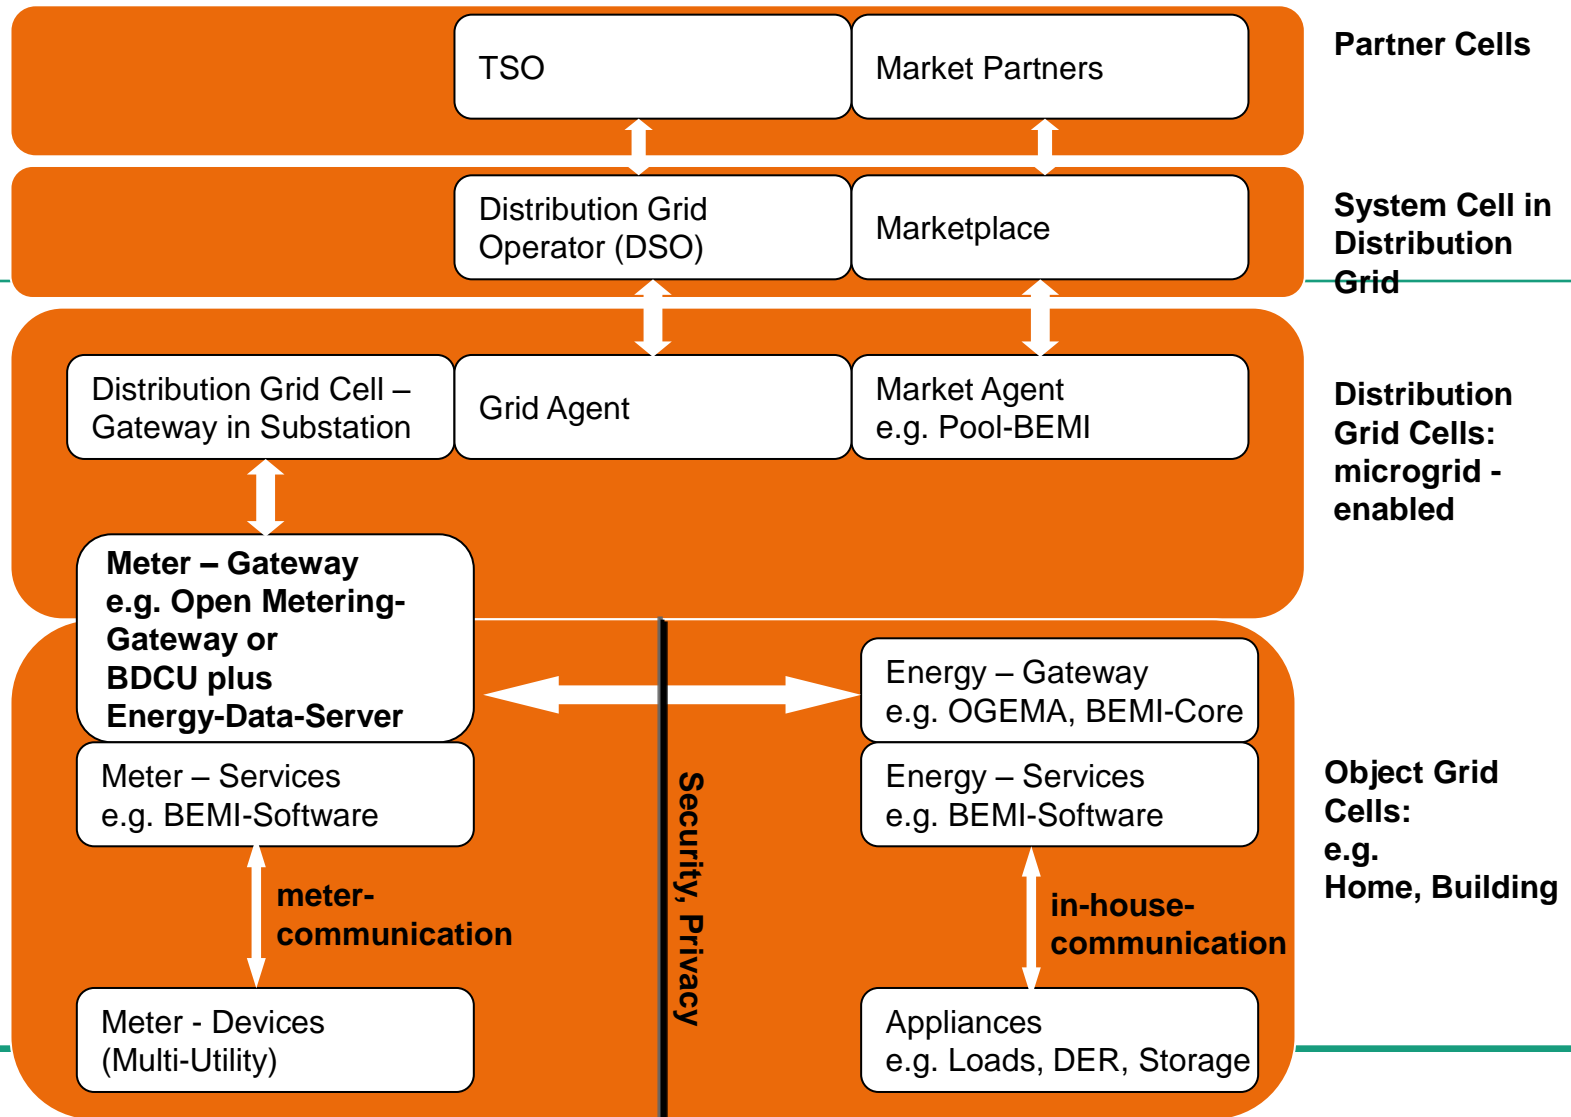 TSO
Market Partners
Partner Cells
Distribution Grid
Operator (DSO)
Marketplace
System Cell in
Distribution
Grid
Distribution Grid Cell –
Gateway in Substation
Grid Agent
Market Agent
e.g. Pool-BEMI
Distribution
Grid Cells:
microgrid -
enabled
Meter – Gateway
e.g. Open Metering-
Gateway or
BDCU plus
Energy-Data-Server
Energy – Gateway
e.g. OGEMA, BEMI-Core
Meter – Services
e.g. BEMI-Software
Security, Privacy
Energy – Services
e.g. BEMI-Software
Object Grid
Cells:
e.g.
Home, Building
meter-
communication
in-house-
communication
Meter - Devices
(Multi-Utility)
Appliances
e.g. Loads, DER, Storage